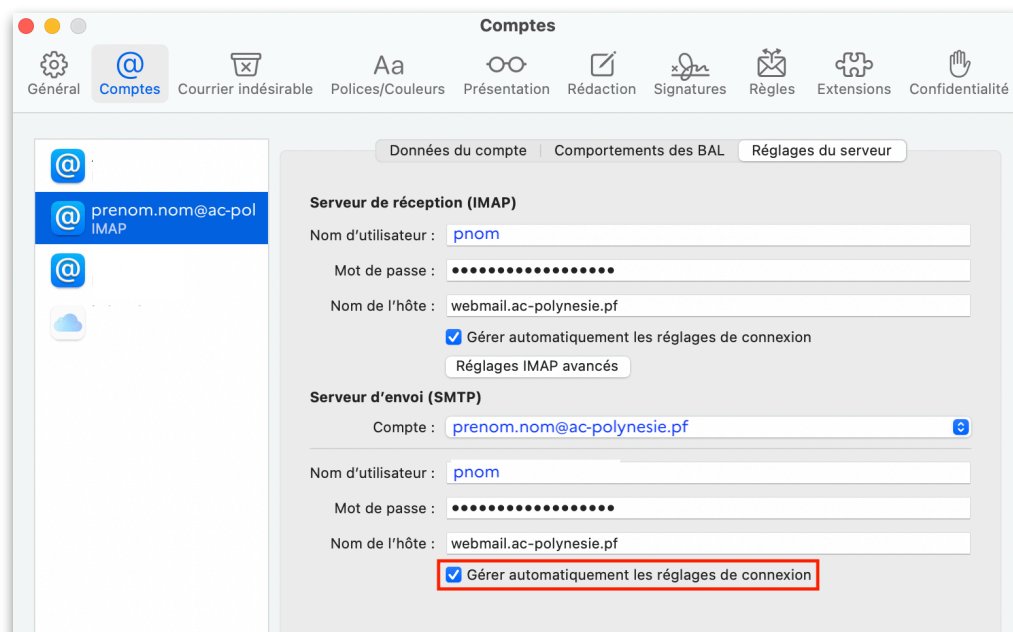 Comptes
Général
Comptes
Courrier indésirable
Aa
Polices/Couleurs
Présentation
Rédaction
Signatures
Règles
Extensions
Confidentialité
prenom.nom@ac-pol
IMAP
Données du compte
Comportements des BAL
Réglages du serveur
Serveur de réception (IMAP)
Nom d’utilisateur : pnom
Mot de passe : ••••••••••••••••••
Nom de l’hôte : webmail.ac-polynesie.pf
Gérer automatiquement les réglages de connexion
Réglages IMAP avancés
Serveur d’envoi (SMTP)
Compte : prenom.nom@ac-polynesie.pf
Nom d’utilisateur : pnom
Mot de passe : ••••••••••••••••••
Nom de l’hôte : webmail.ac-polynesie.pf
Gérer automatiquement les réglages de connexion